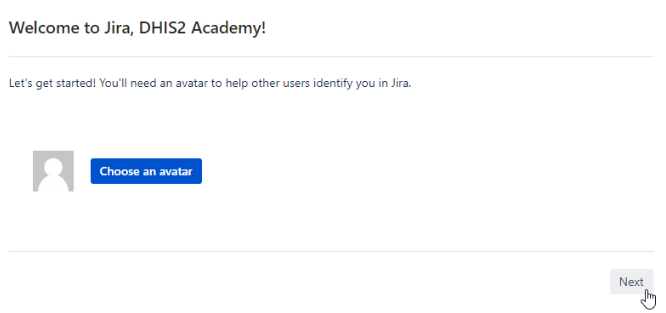 Welcome to Jira, DHIS2 Academy!
Let's get started! You'll need an avatar to help other users identify you in Jira.
Choose an avatar
Next